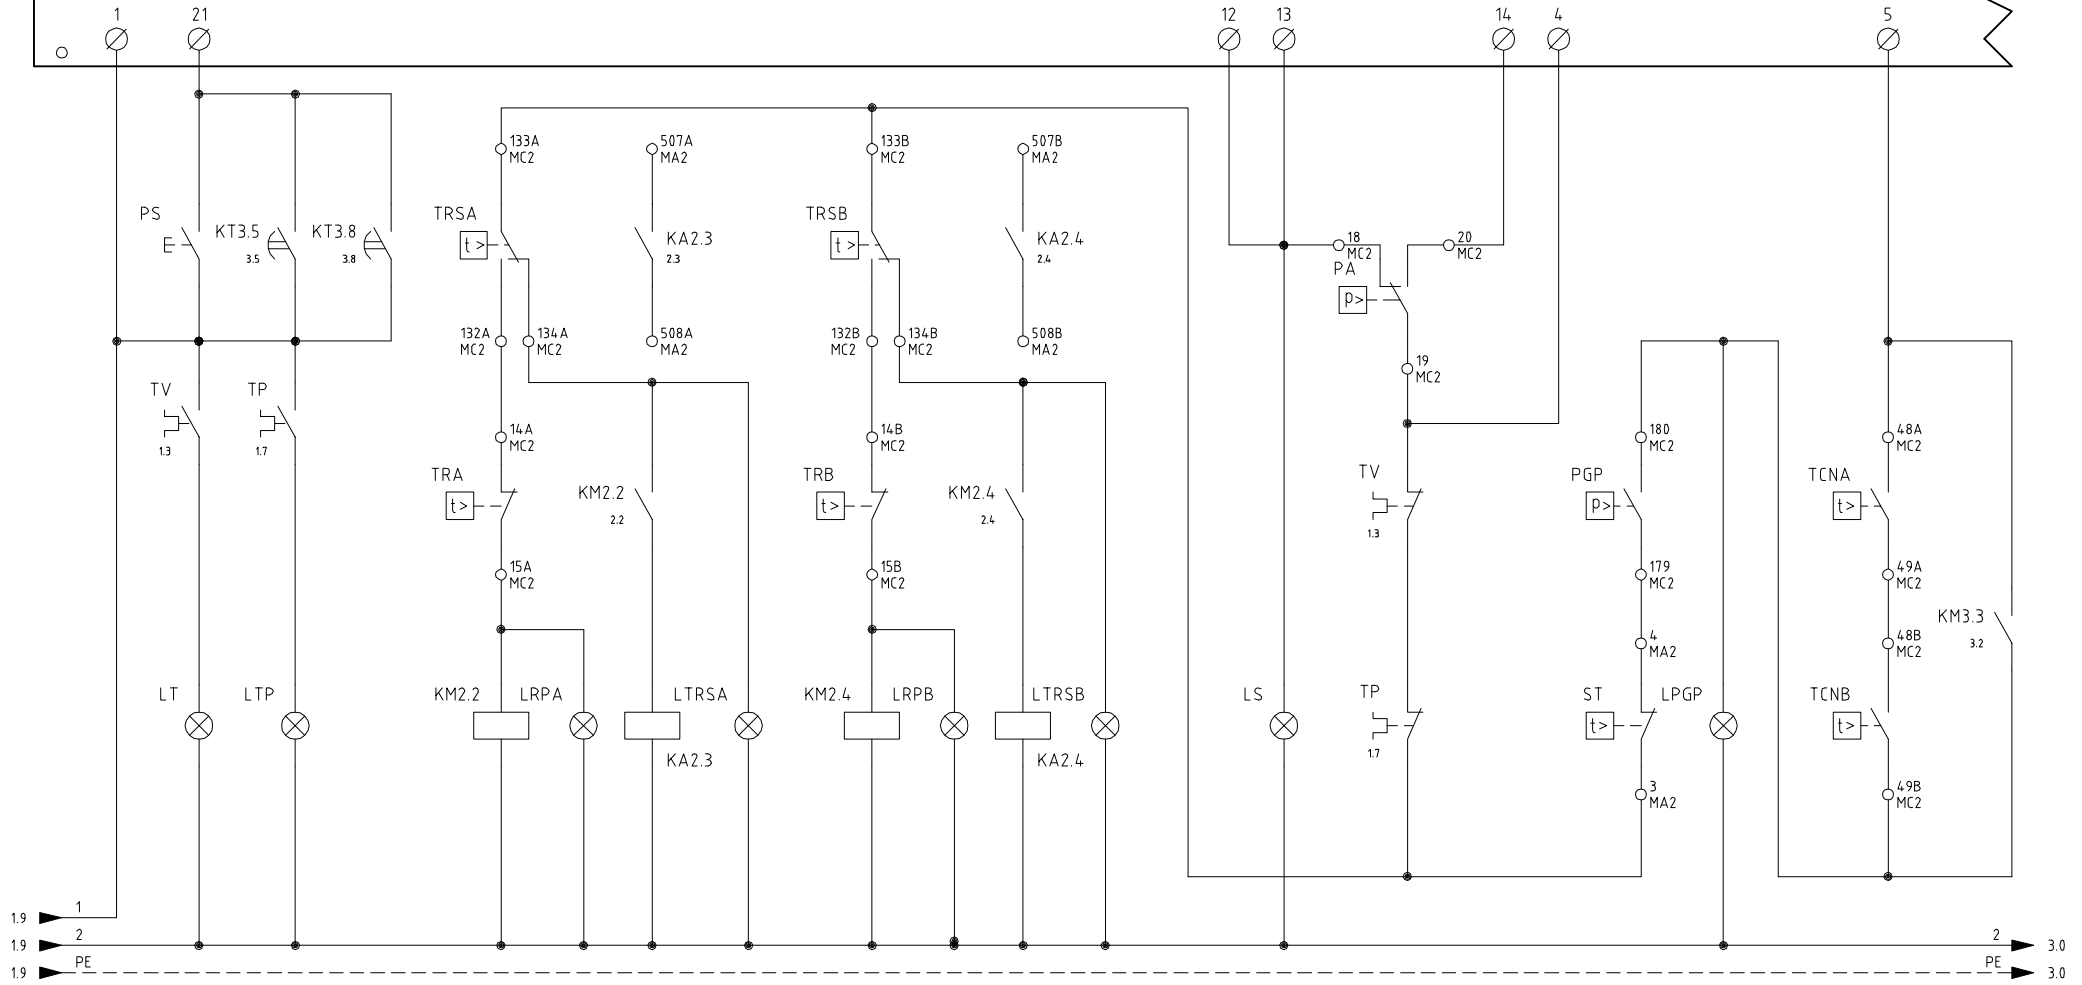 1 21 12 13 14 4 5
133A
MC2
507A
MA2
133B
MC2
507B
MA2
PS
KT3.5
3.5
KT3.8
3.8
TRSA
t>
KA2.3
2.3
TRSB
t>
KA2.4
2.4
18
MC2
20
MC2
PA
p>
132A
MC2
134A
MC2
508A
MA2
132B
MC2
134B
MC2
508B
MA2
19
MC2
TV
1.3
TP
1.7
14A
MC2
14B
MC2
180
MC2
48A
MC2
TRA
t>
KM2.2
2.2
TRB
t>
KM2.4
2.4
TV
1.3
PGP
p>
TCNA
t>
15A
MC2
15B
MC2
179
MC2
49A
MC2
4
MA2
48B
MC2
KM3.3
3.2
LT
LTP
KM2.2
LRPA
LTRSA
KA2.3
KM2.4
LRPB
LTRSB
KA2.4
LS
TP
1.7
ST
t>
LPGP
TCNB
t>
3
MA2
49B
MC2
1.9 1
1.9 2 2 3.0
1.9 PE PE 3.0